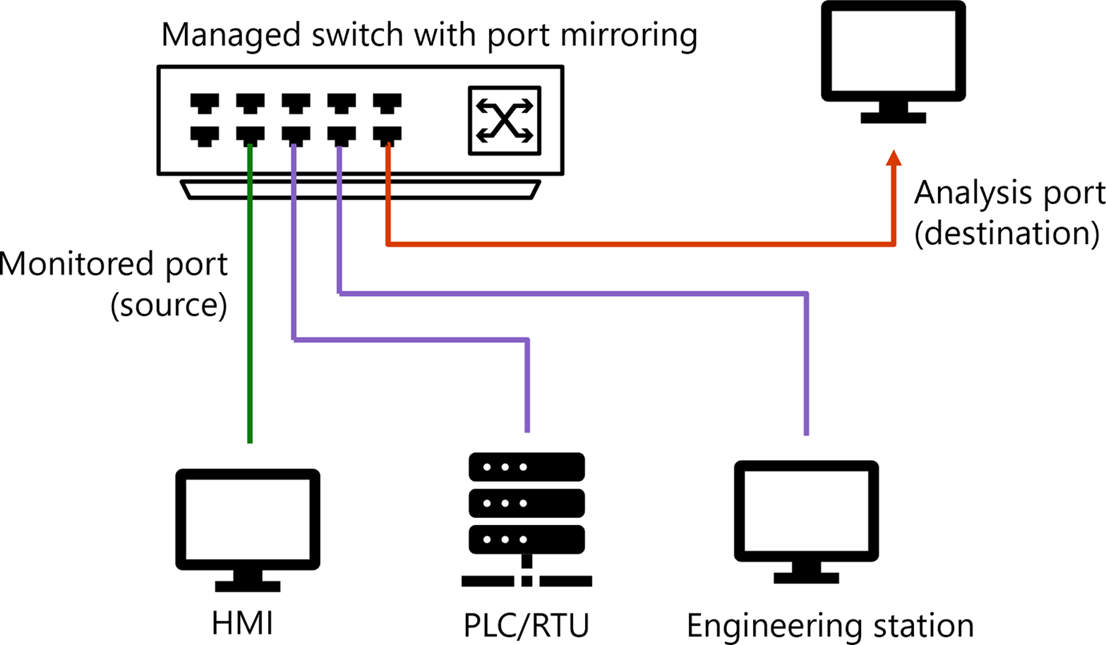 Managed switch with port mirroring
Analysis port
(destination)
Monitored port
(source)
HMI
PLC/RTU
Engineering station